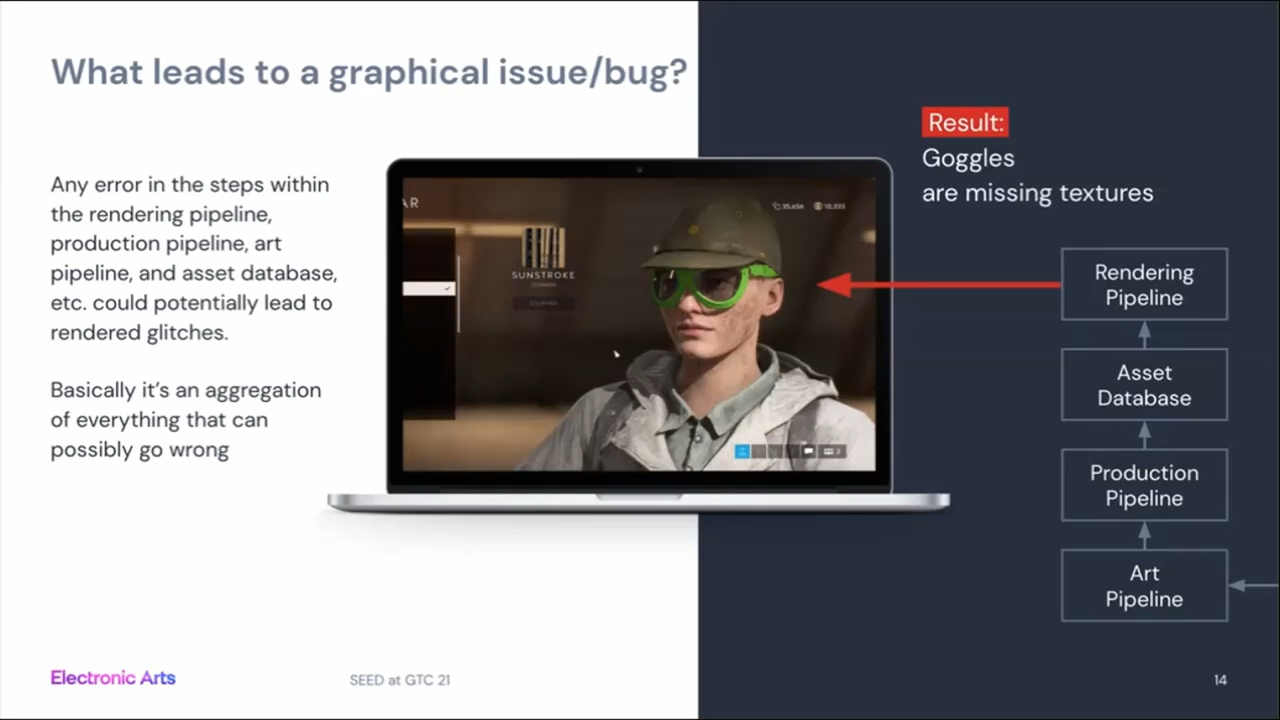 What leads to a graphical issue/bug?
Any error in the steps within
the rendering pipeline,
production pipeline, art
pipeline, and asset database,
etc. could potentially lead to
rendered glitches.
Basically it's an aggregation
of everything that can
possibly go wrong
AR
SUNSTROKE
COMMON
Result:
Goggles
are missing textures
Rendering
Pipeline
Asset
Database
Production
Pipeline
Art
Pipeline
Electronic Arts
SEED at GTC 21
14